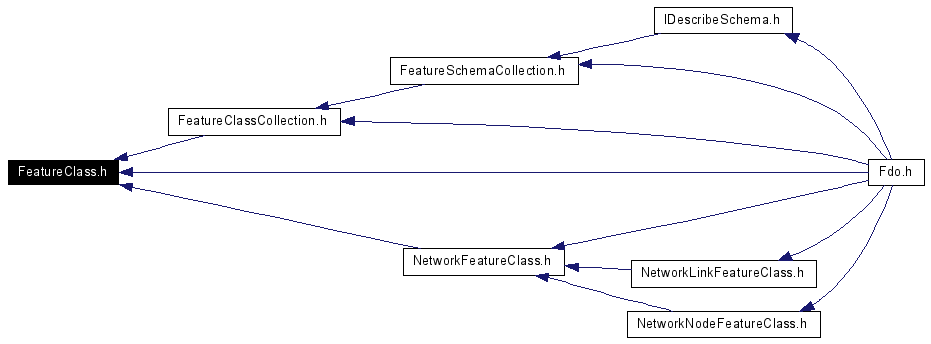 IDescribeSchema.h
FeatureSchemaCollection.h
FeatureClassCollection.h
FeatureClass.h
Fdo.h
NetworkFeatureClass.h
NetworkLinkFeatureClass.h
NetworkNodeFeatureClass.h